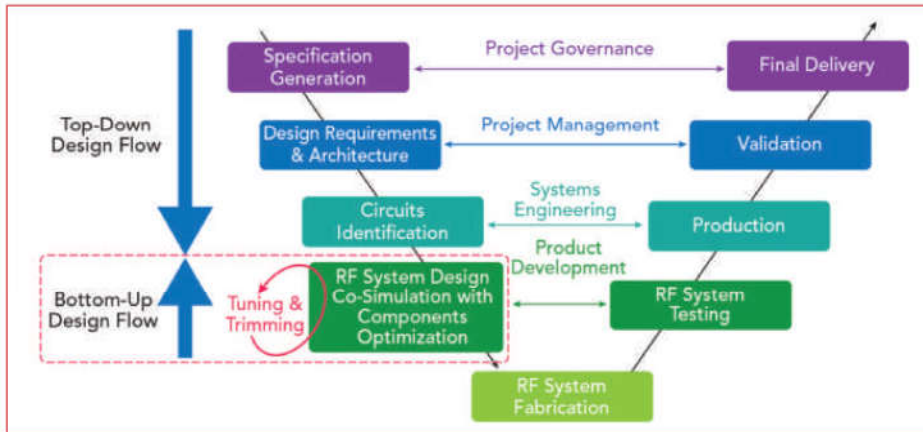 Specification
Generation
Project Governance
Final Delivery
Top-Down
Design Flow
Design Requirements
& Architecture
Project Management
Validation
Circuits
Identification
Systems
Engineering
Production
Product
Development
Bottom-Up
Design Flow
Tuning &
Trimming
RF System Design
Co-Simulation with
Components
Optimization
RF System
Testing
RF System
Fabrication